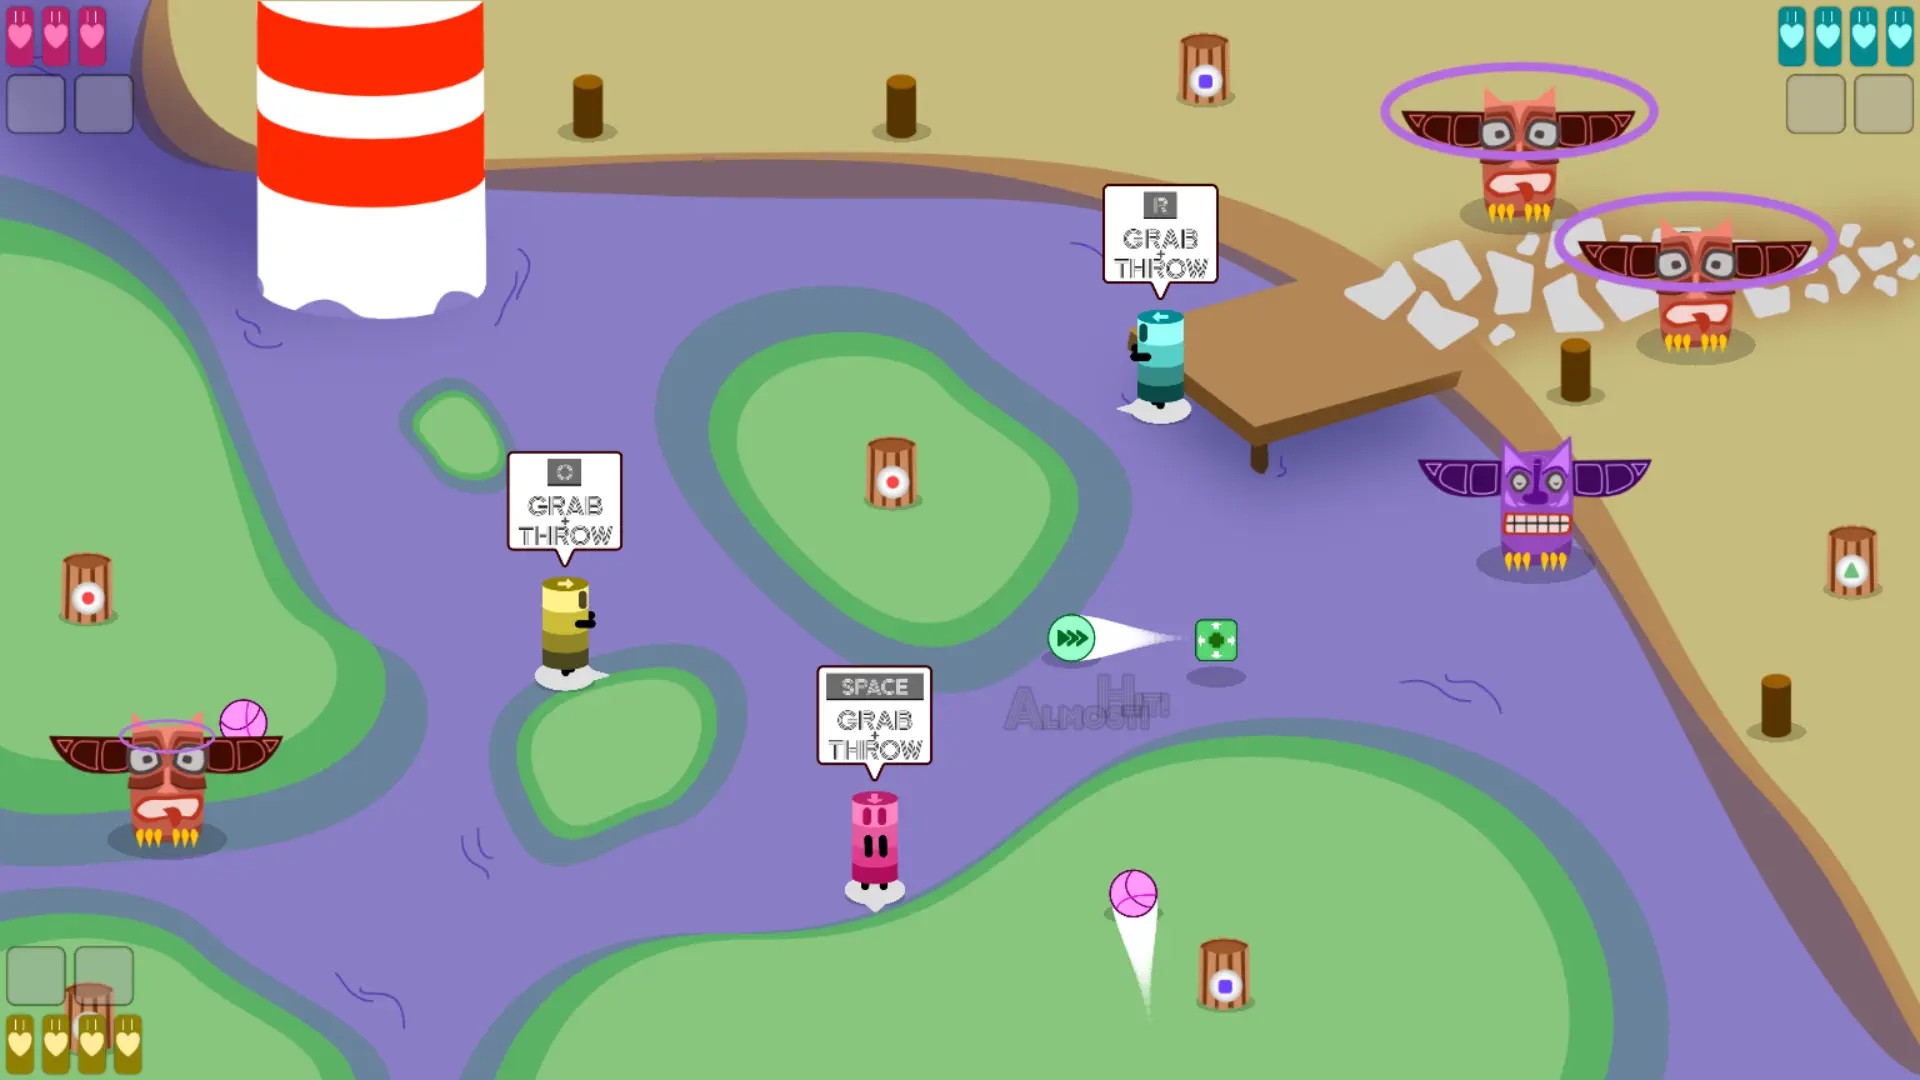 R
GRAB
+
THROW
O
GRAB
+
THROW
SPACE
GRAB
+
THROW
ALMOST HIT!